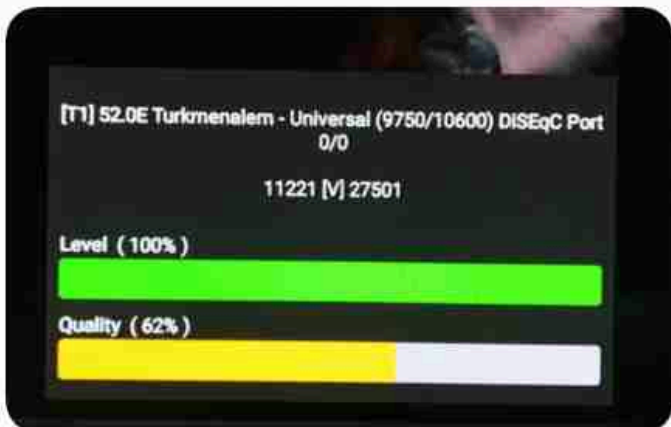 [T1] 52.0E Turkmenalem - Universal (9750/10600) DiSEqC Port
0/0
11221 [V] 27501
Level ( 100% )
Quality ( 62% )